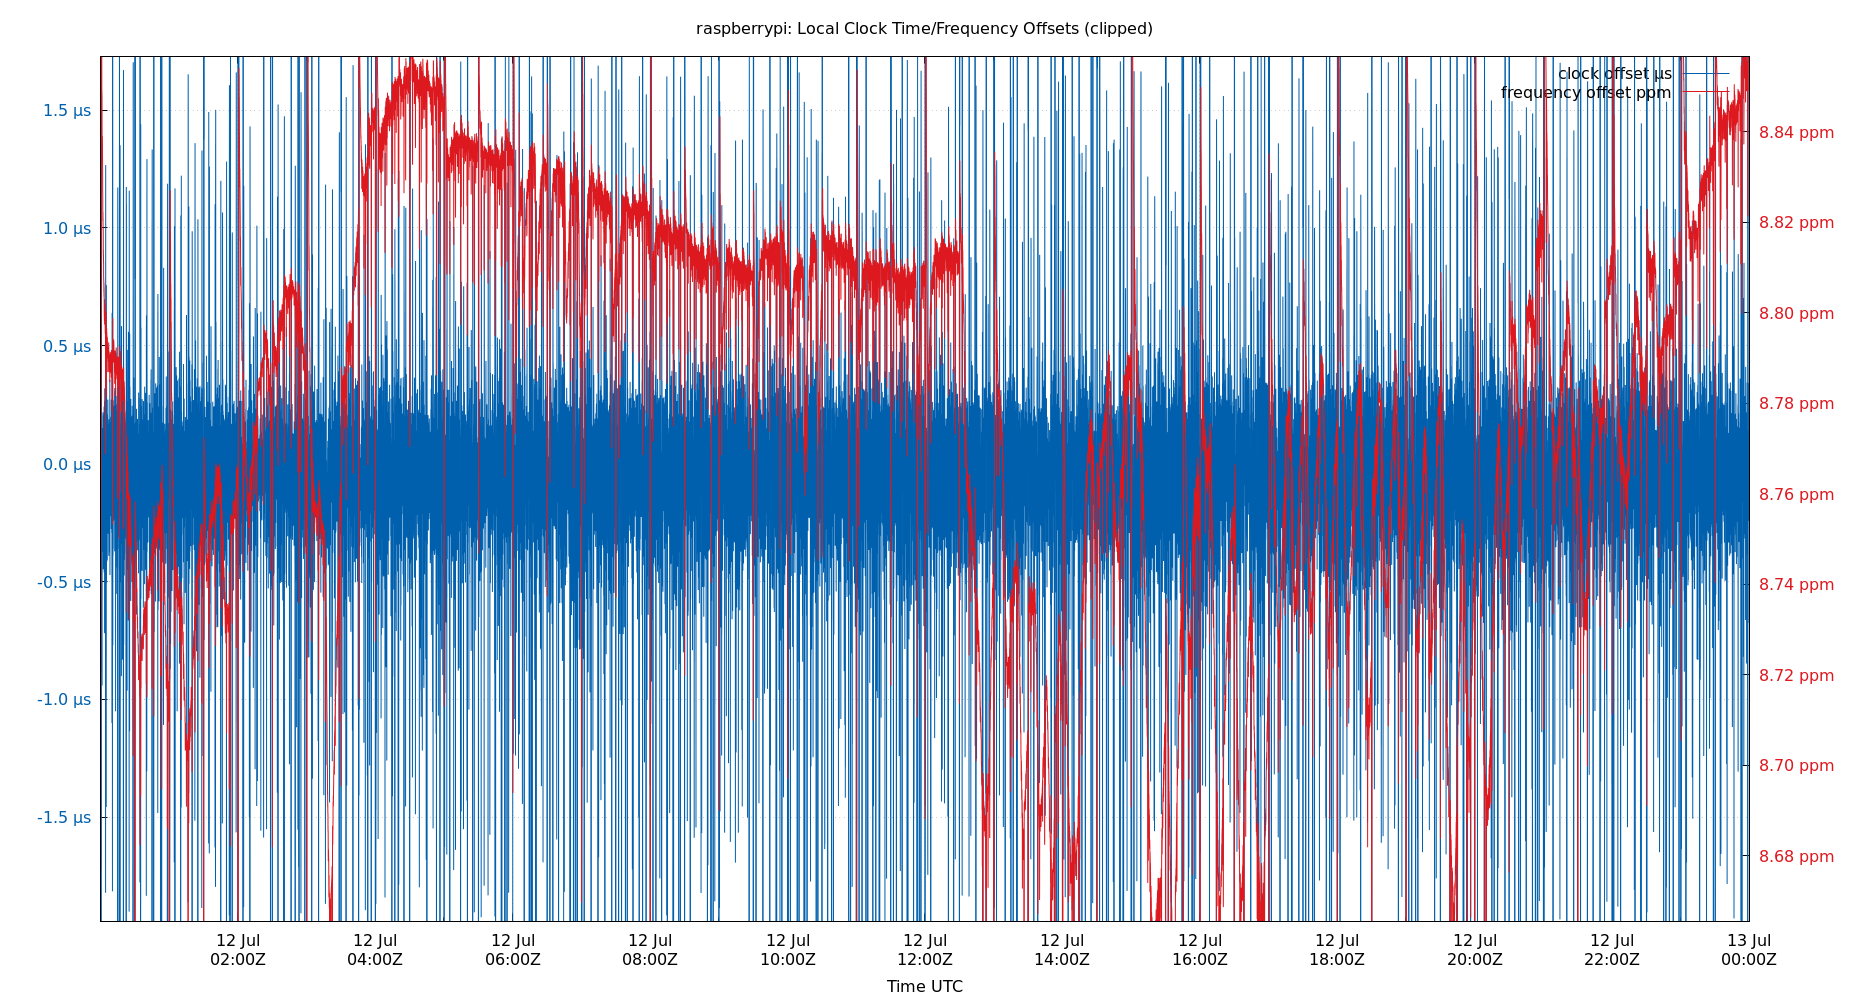 raspberrypi: Local Clock Time/Frequency Offsets (clipped)
clock offset µs
frequency offset ppm
1.5 µs
1.0 µs
0.5 µs
0.0 µs
-0.5 µs
-1.0 µs
-1.5 µs
8.84 ppm
8.82 ppm
8.80 ppm
8.78 ppm
8.76 ppm
8.74 ppm
8.72 ppm
8.70 ppm
8.68 ppm
12 Jul 12 Jul 12 Jul 12 Jul 12 Jul 12 Jul 12 Jul 12 Jul 12 Jul 12 Jul 12 Jul 13 Jul
02:00Z 04:00Z 06:00Z 08:00Z 10:00Z 12:00Z 14:00Z 16:00Z 18:00Z 20:00Z 22:00Z 00:00Z
Time UTC